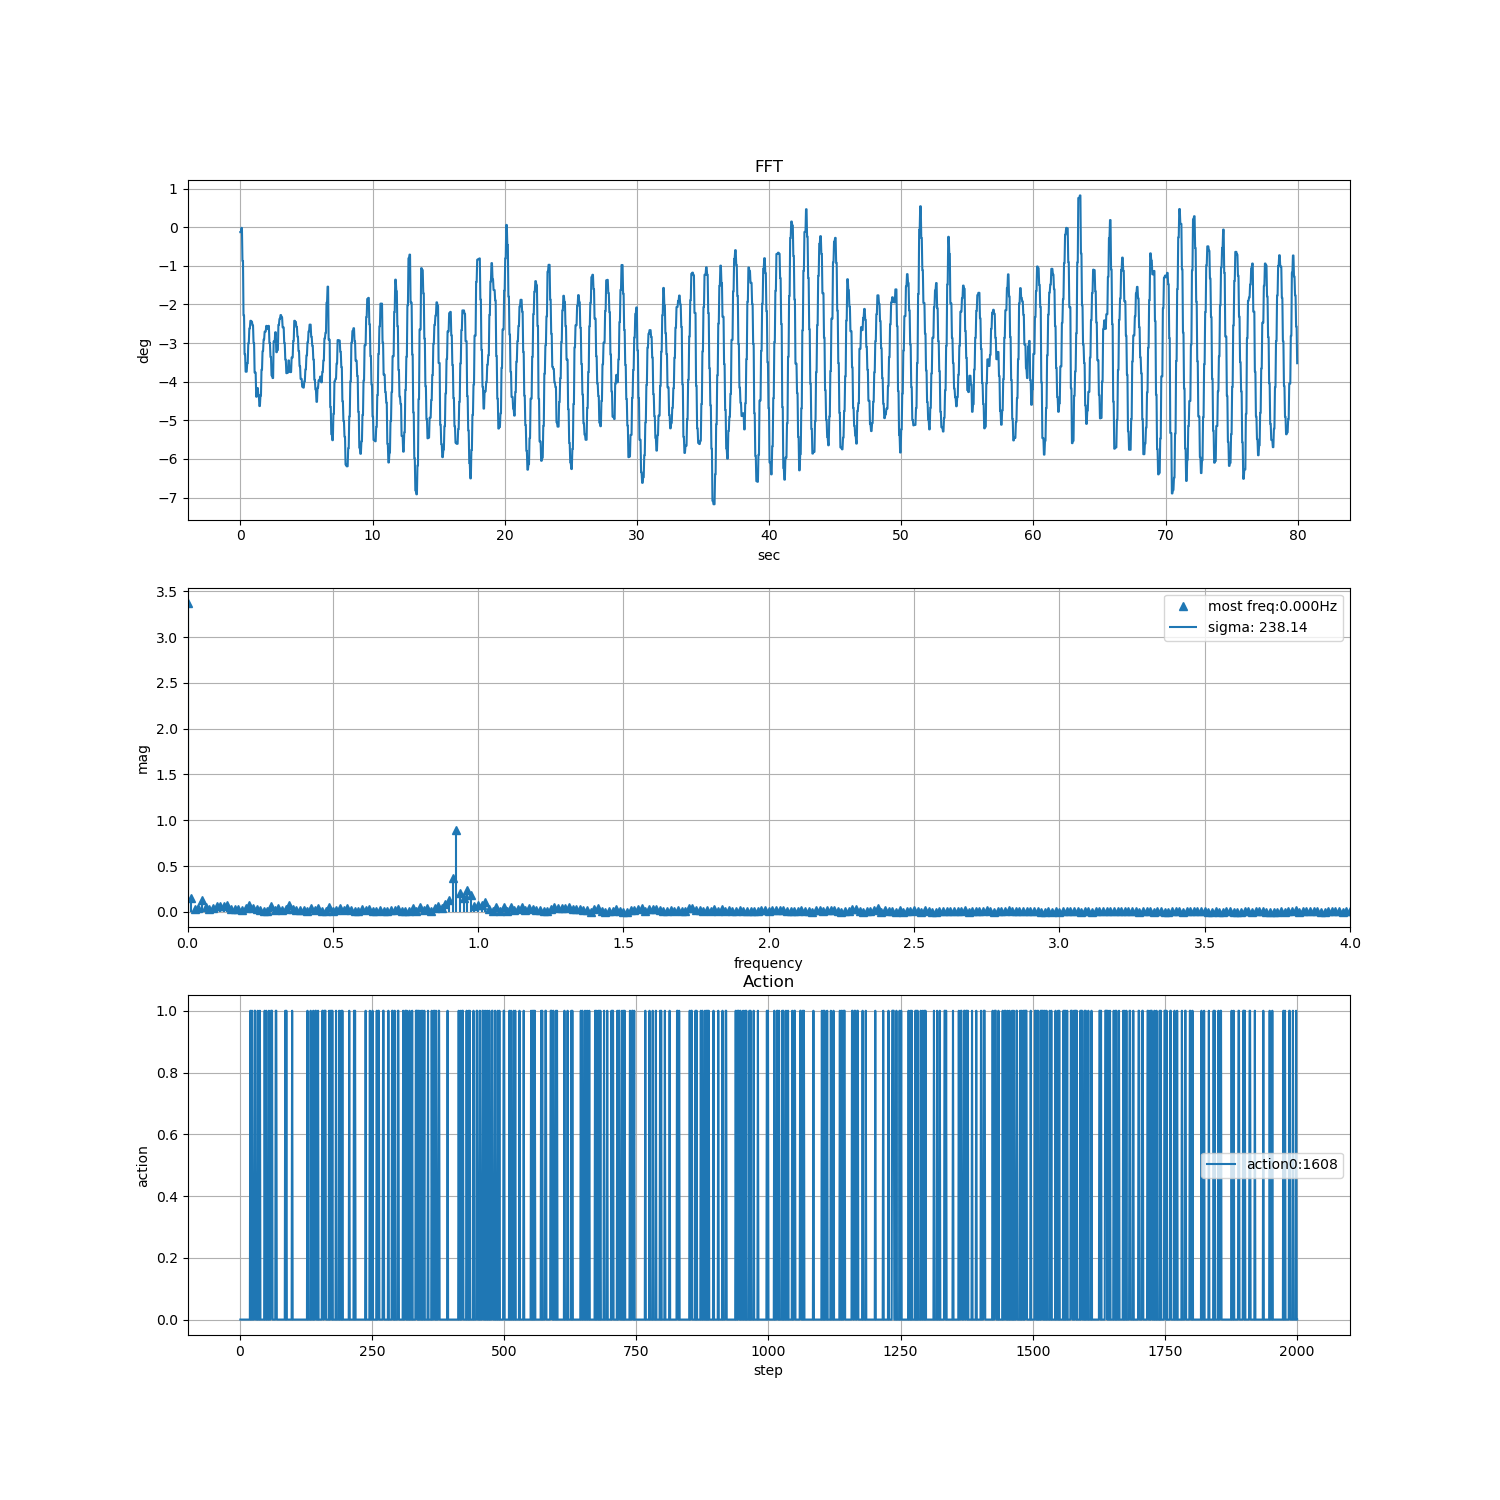 FFT
1
0
−1
−2
−3
−4
−5
−6
−7
deg
0 10 20 30 40 50 60 70 80
sec
3.5
3.0
2.5
2.0
1.5
1.0
0.5
0.0
mag
most freq:0.000Hz
sigma: 238.14
0.0 0.5 1.0 1.5 2.0 2.5 3.0 3.5 4.0
frequency
Action
1.0
0.8
0.6
0.4
0.2
0.0
action
action0:1608
0 250 500 750 1000 1250 1500 1750 2000
step